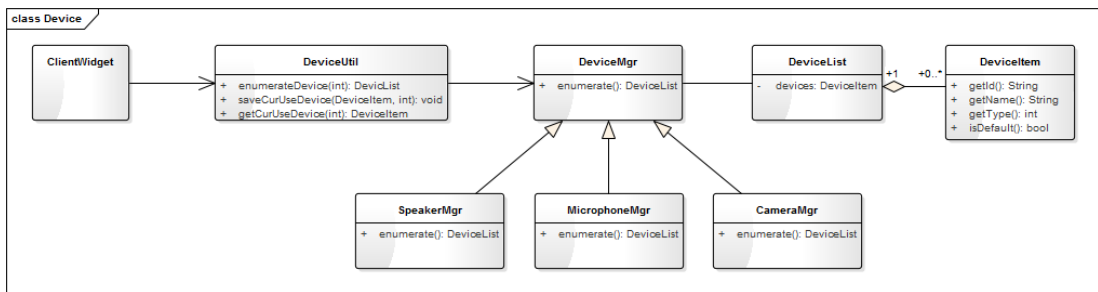 class Device
ClientWidget
DeviceUtil
+ enumerateDevice(int): DevicList
+ saveCurUseDevice(DeviceItem, int): void
+ getCurUseDevice(int): DeviceItem
DeviceMgr
+ enumerate(): DeviceList
DeviceList
- devices: DeviceItem
+1
+0..*
DeviceItem
+ getId(): String
+ getName(): String
+ getType(): int
+ isDefault(): bool
SpeakerMgr
+ enumerate(): DeviceList
MicrophoneMgr
+ enumerate(): DeviceList
CameraMgr
+ enumerate(): DeviceList